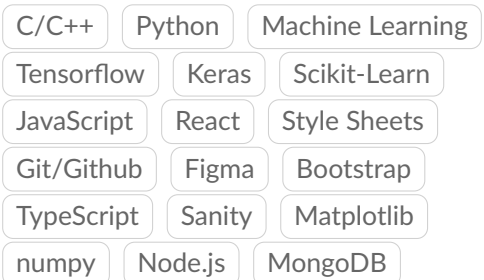 C/C++ Python Machine Learning
Tensorflow Keras Scikit-Learn
JavaScript React Style Sheets
Git/Github Figma Bootstrap
TypeScript Sanity Matplotlib
numpy Node.js MongoDB